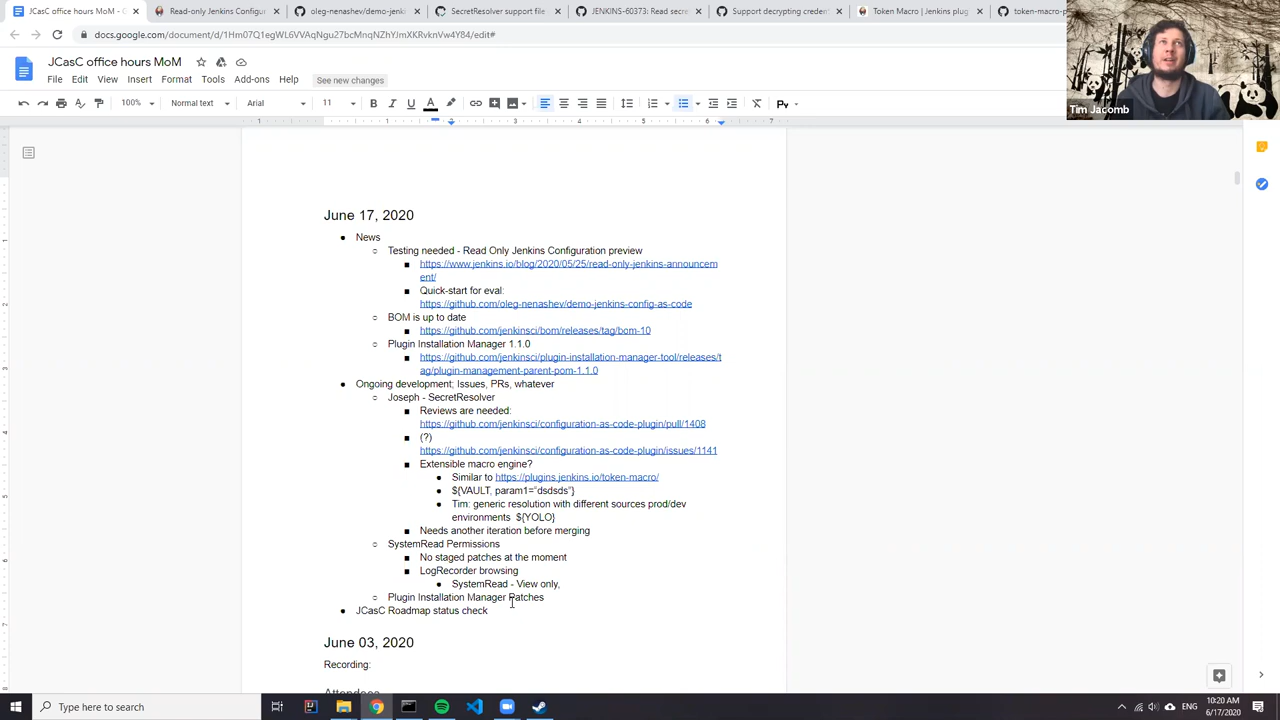 JCasC office hours MoM
Read-only Jenkins Configur
oleg-nenashev/demo-jenk
SecretResolver support file
JENKINS-60373: Read secre
Support decrypting creden
Token Macro | Jenkins plug
token-macro-p
docs.google.com/document/d/1Hm07Q1egWL6VVAqNgu27bcMnqNZhYJmXKRvknVw4Y84/edit#
JCasC office hours MoM
File Edit View Insert Format Tools Add-ons Help See new changes
100% Normal text Arial 11
Tim Jacomb
June 17, 2020
News
Testing needed - Read Only Jenkins Configuration preview
https://www.jenkins.io/blog/2020/05/25/read-only-jenkins-announcem
ent/
Quick-start for eval:
https://github.com/oleg-nenashev/demo-jenkins-config-as-code
BOM is up to date
https://github.com/jenkinsci/bom/releases/tag/bom-10
Plugin Installation Manager 1.1.0
https://github.com/jenkinsci/plugin-installation-manager-tool/releases/t
ag/plugin-management-parent-pom-1.1.0
Ongoing development; Issues, PRs, whatever
Joseph - SecretResolver
Reviews are needed:
https://github.com/jenkinsci/configuration-as-code-plugin/pull/1408
(?)
https://github.com/jenkinsci/configuration-as-code-plugin/issues/1141
Extensible macro engine?
Similar to https://plugins.jenkins.io/token-macro/
${VAULT, param1="dsdsds"}
Tim: generic resolution with different sources prod/dev
environments ${YOLO}
Needs another iteration before merging
SystemRead Permissions
No staged patches at the moment
LogRecorder browsing
SystemRead - View only,
Plugin Installation Manager Patches
JCasC Roadmap status check
June 03, 2020
Recording:
Attendees
Type here to search
ENG
10:20 AM
6/17/2020